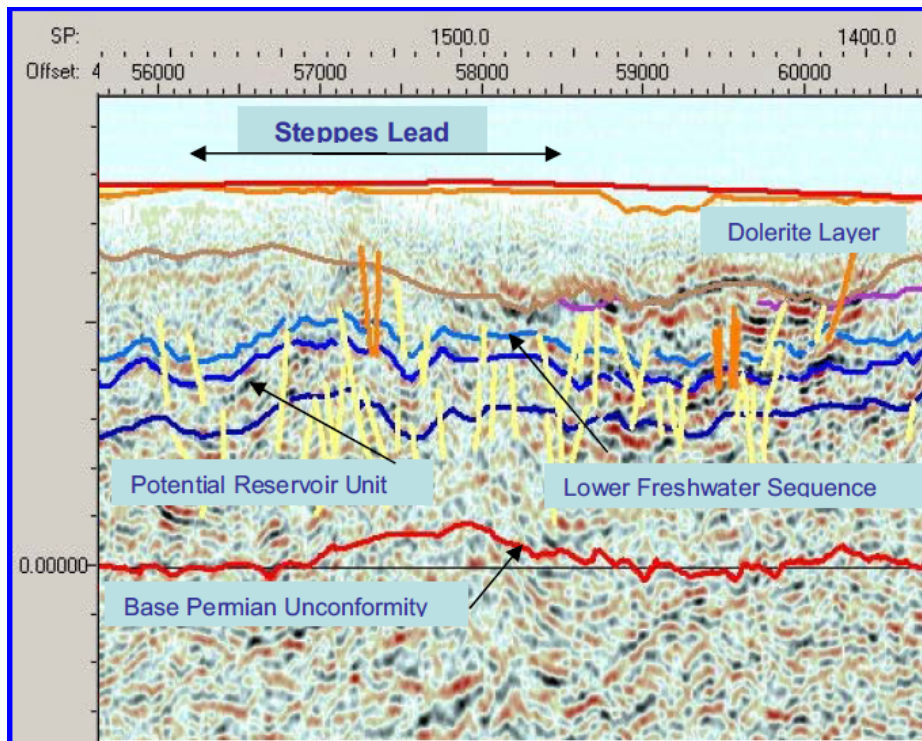 SP: 1500.0 1400.0
Offset: 4 56000 57000 58000 59000 60000
Steppes Lead
Dolerite Layer
Potential Reservoir Unit
Lower Freshwater Sequence
0.00000
Base Permian Unconformity